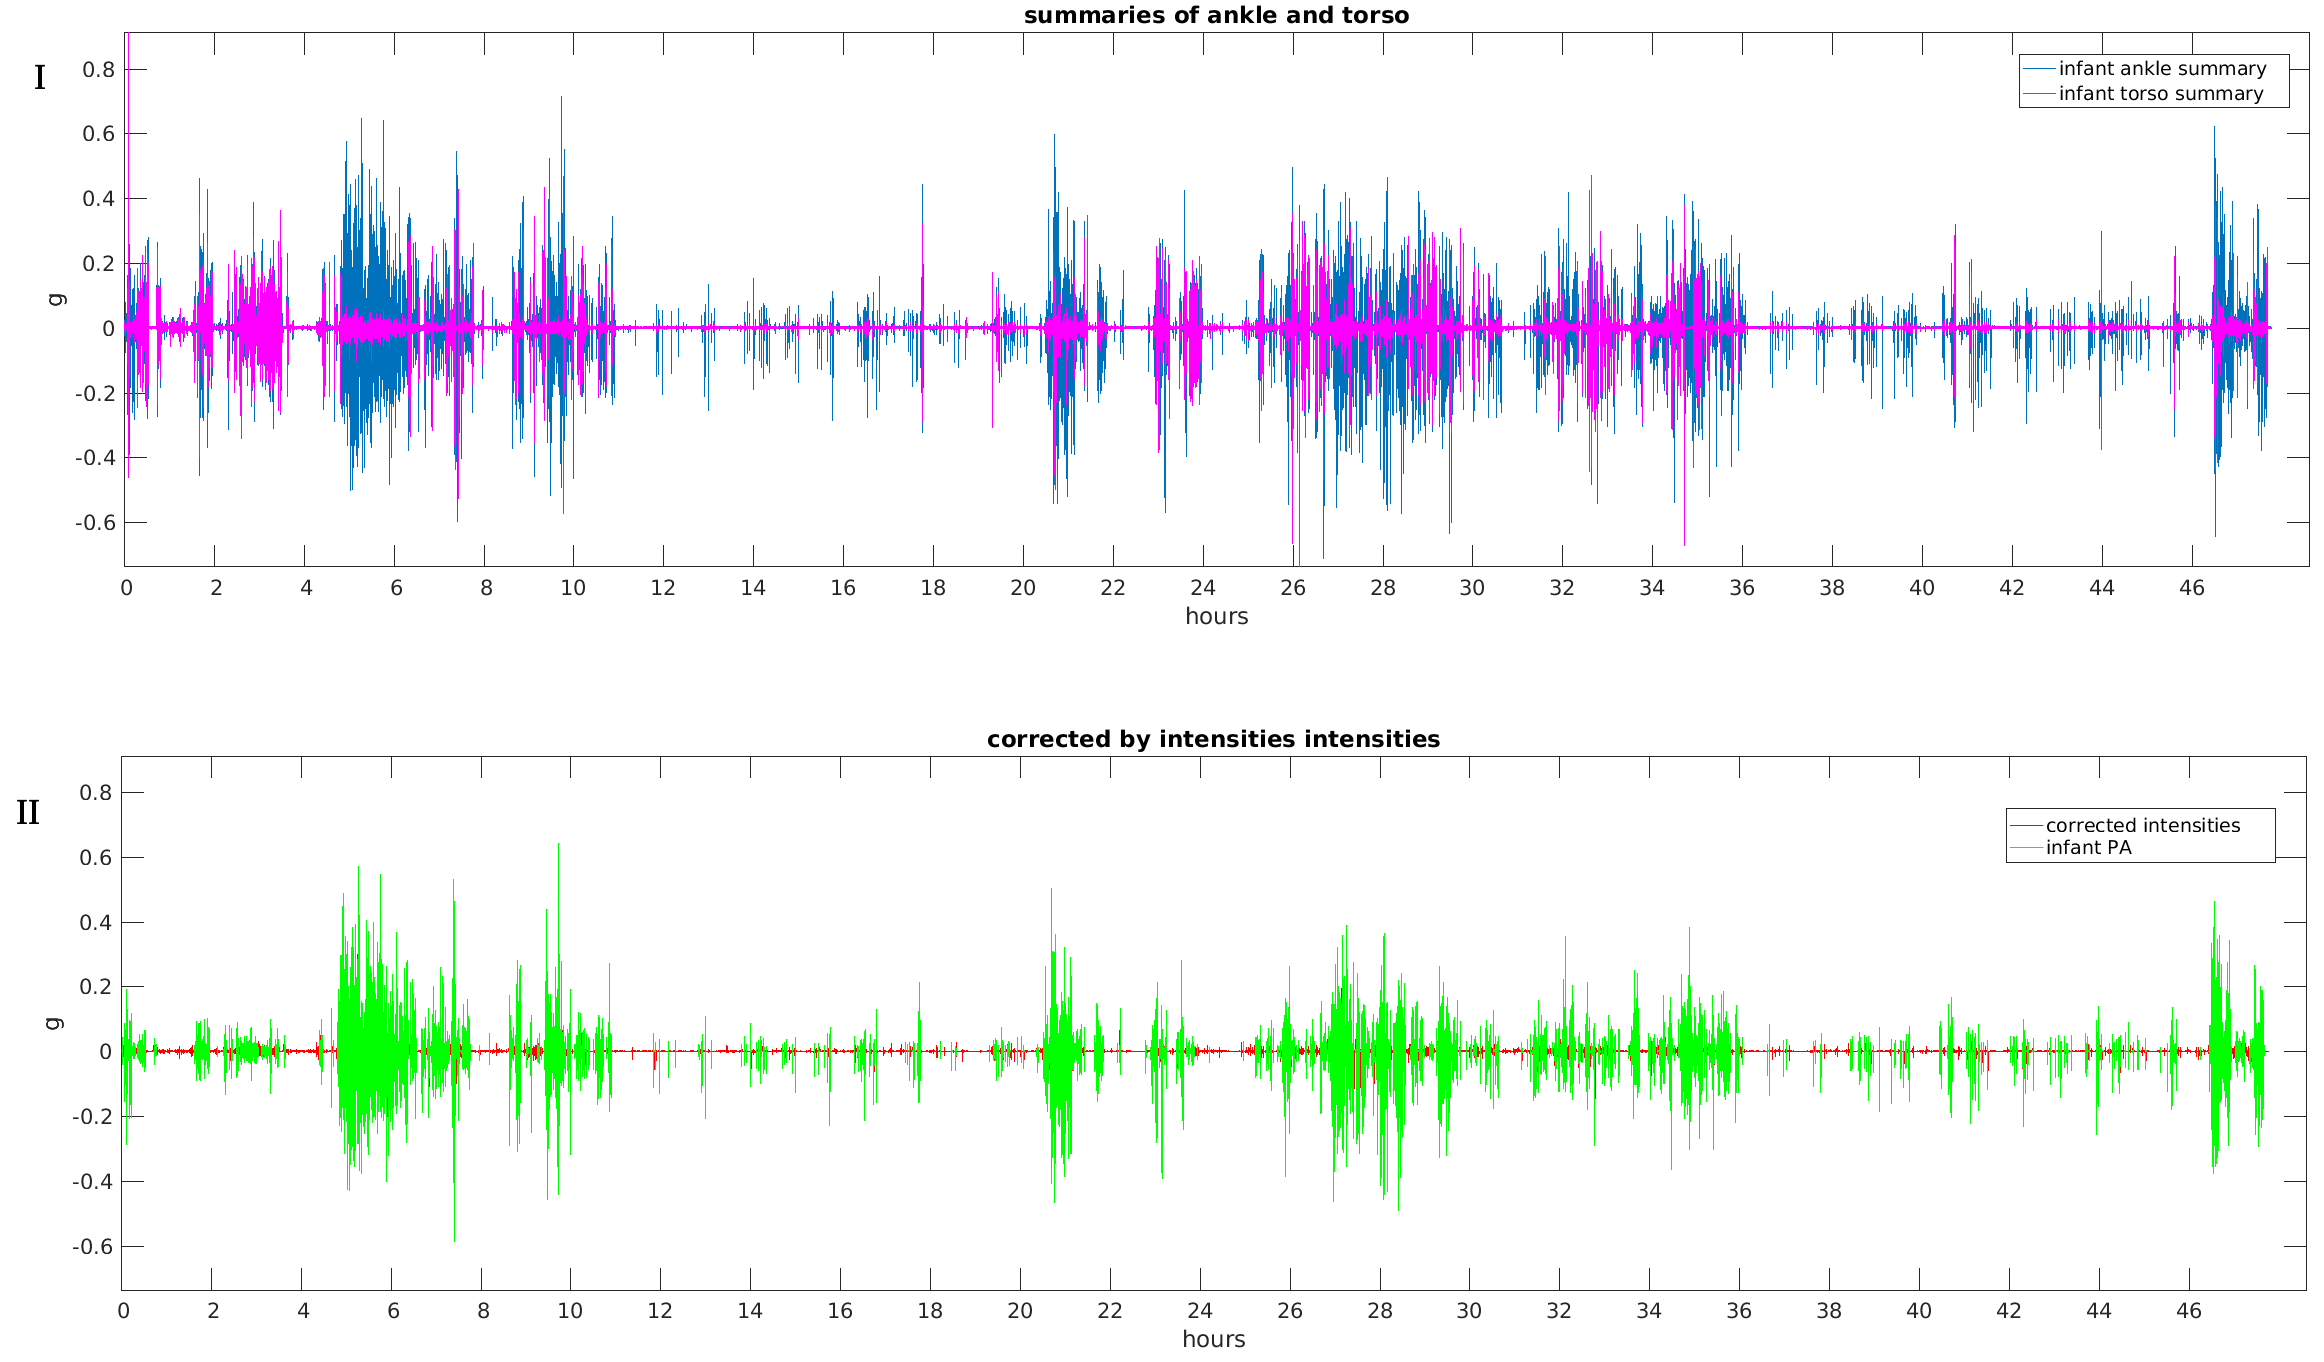 summaries of ankle and torso
I
0.8
0.6
0.4
0.2
0
-0.2
-0.4
-0.6
g
infant ankle summary
infant torso summary
0 2 4 6 8 10 12 14 16 18 20 22 24 26 28 30 32 34 36 38 40 42 44 46
hours
corrected by intensities intensities
II
0.8
0.6
0.4
0.2
0
-0.2
-0.4
-0.6
g
corrected intensities
infant PA
0 2 4 6 8 10 12 14 16 18 20 22 24 26 28 30 32 34 36 38 40 42 44 46
hours